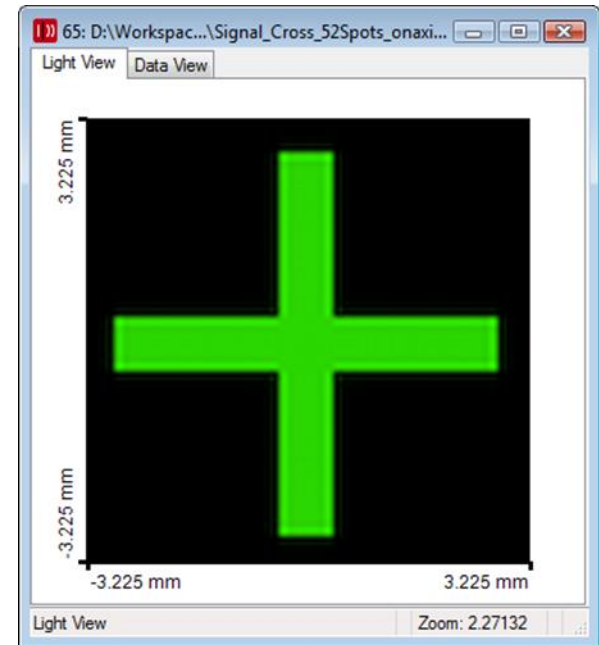 65: D:\Workspac...\Signal_Cross_52Spots_onaxi...
Light View Data View
3.225 mm
-3.225 mm
-3.225 mm 3.225 mm
Light View Zoom: 2.27132